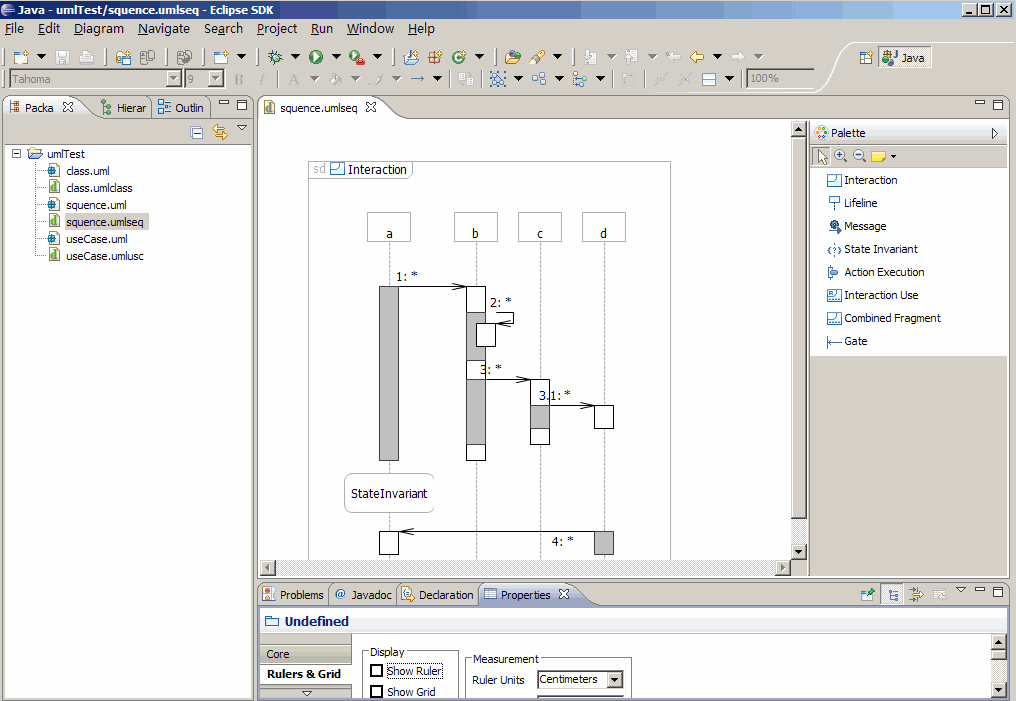 Java - umlTest/squence.umlseq - Eclipse SDK
File Edit Diagram Navigate Search Project Run Window Help
Java
Tahoma 9 B I A 100%
Packa Hierar Outlin
squence.umlseq
umlTest
class.uml
class.umlclass
squence.uml
squence.umlseq
useCase.uml
useCase.umlusc
sd Interaction
a b c d
1: *
2: *
3: *
3.1: *
StateInvariant
4: *
Palette
Interaction
Lifeline
Message
State Invariant
Action Execution
Interaction Use
Combined Fragment
Gate
Problems @ Javadoc Declaration Properties
Undefined
Core
Rulers & Grid
Display
Show Ruler
Show Grid
Measurement
Ruler Units Centimeters